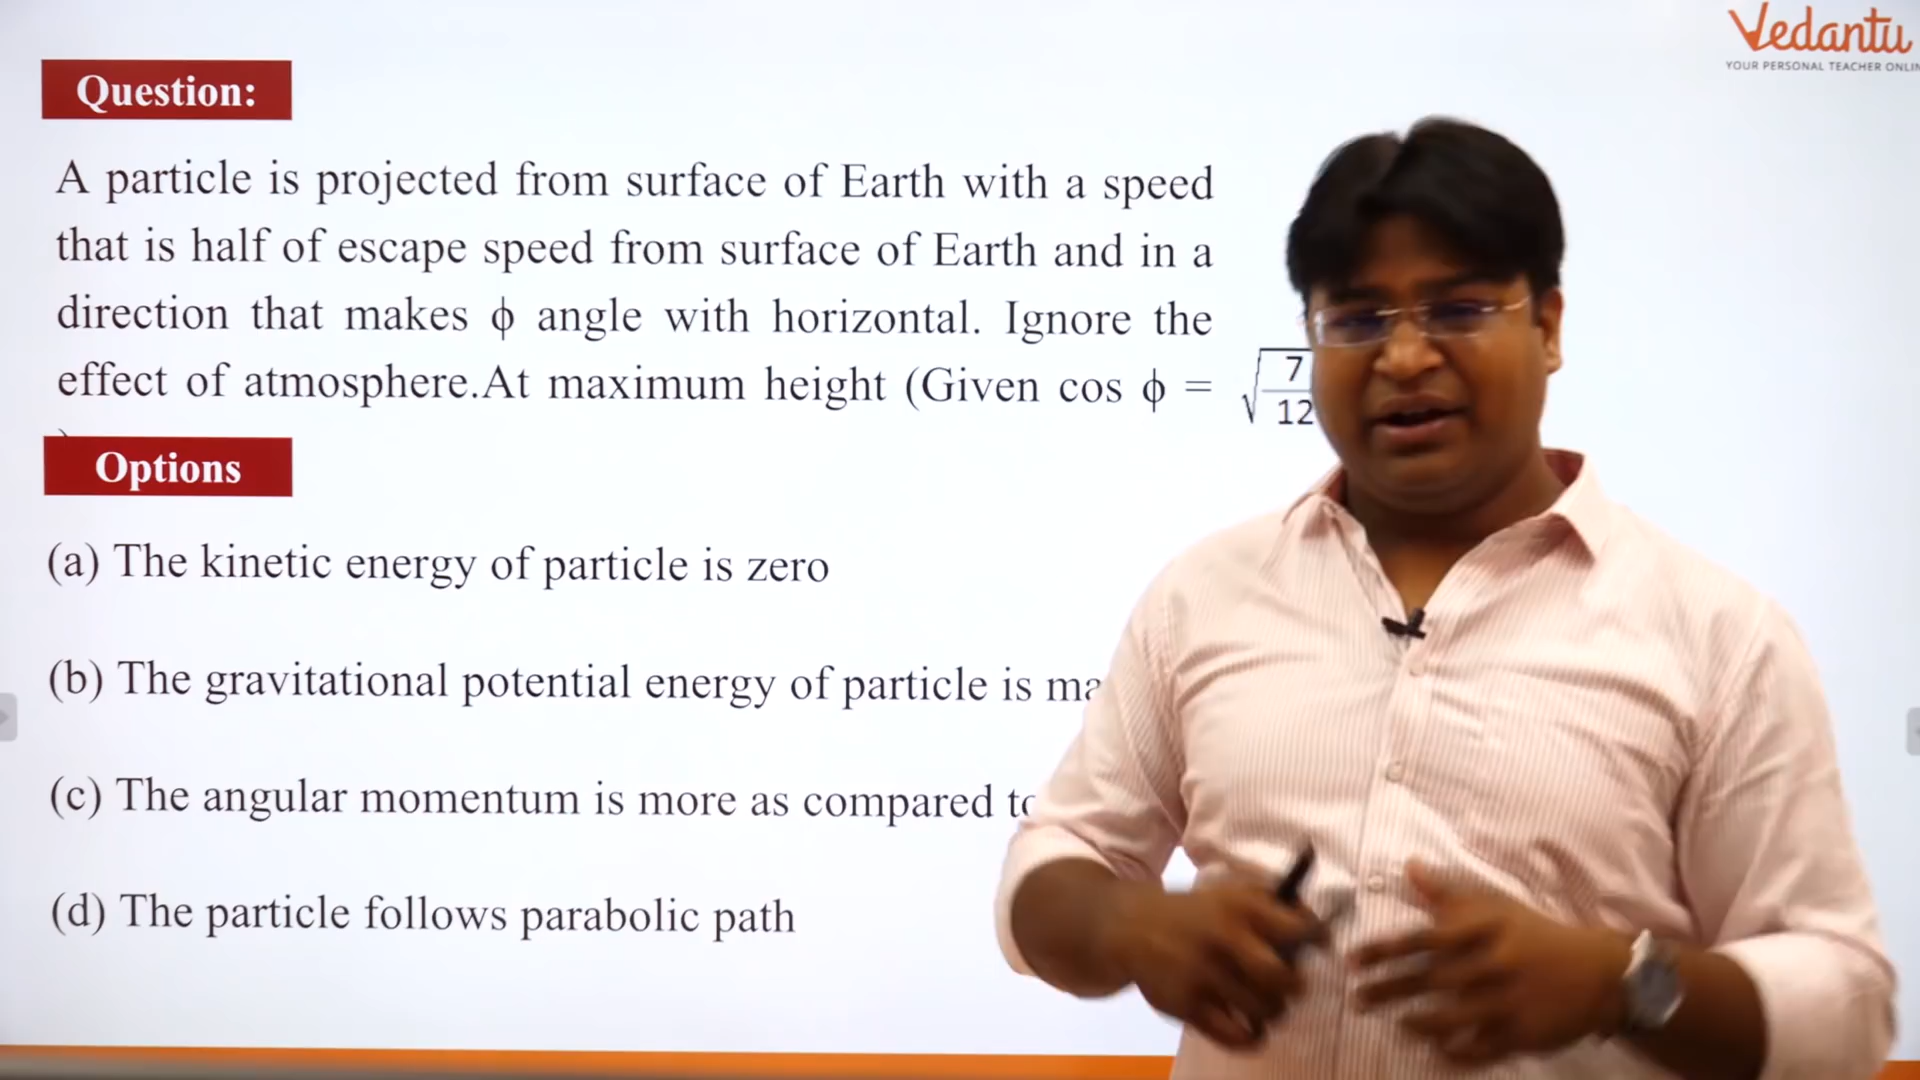 Vedantu
YOUR PERSONAL TEACHER
Question:
A particle is projected from surface of Earth with a speed
that is half of escape speed from surface of Earth and in a
direction that makes ϕ angle with horizontal. Ignore the
effect of atmosphere.At maximum height (Given cos ϕ = √7/12
Options
(a) The kinetic energy of particle is zero
(b) The gravitational potential energy of particle is
(c) The angular momentum is more as compared
(d) The particle follows parabolic path